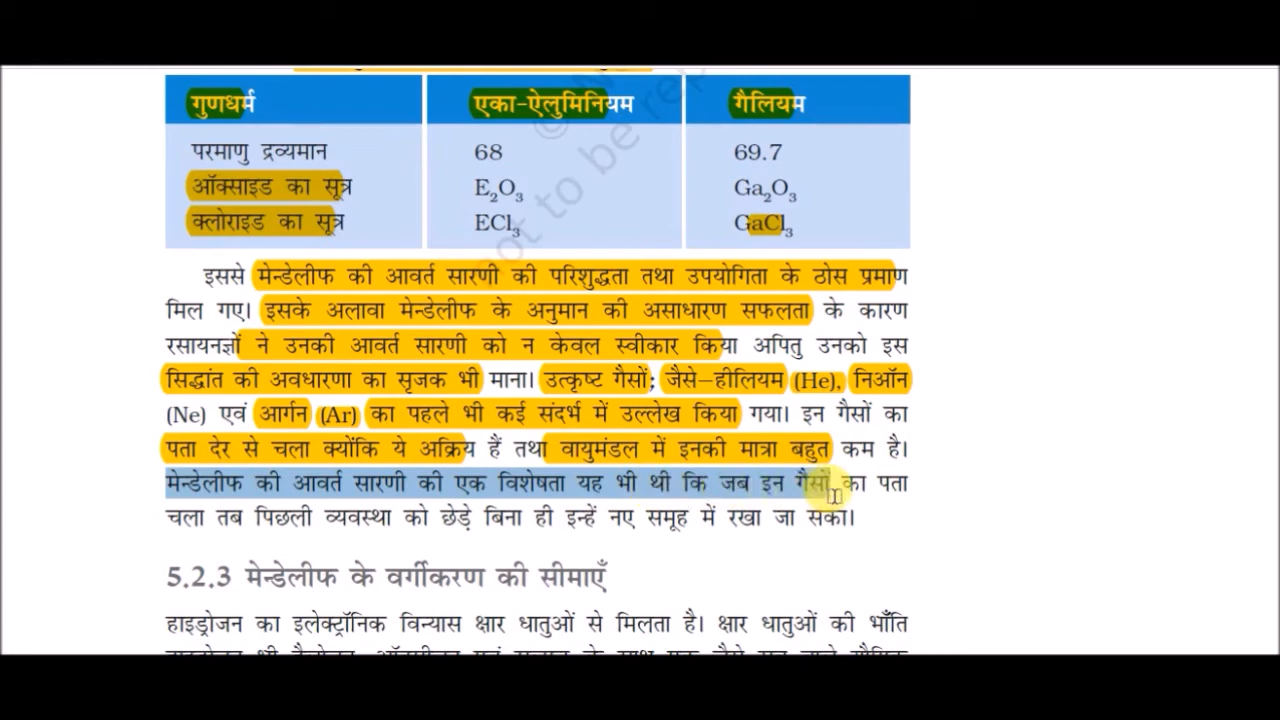 गुणधर्म एका-ऐलुमिनियम गैलियम
परमाणु द्रव्यमान 68 69.7
ऑक्साइड का सूत्र E₂O₃ Ga₂O₃
क्लोराइड का सूत्र ECl₃ GaCl₃
इससे मेन्डेलीफ की आवर्त सारणी की परिशुद्धता तथा उपयोगिता के ठोस प्रमाण
मिल गए। इसके अलावा मेन्डेलीफ के अनुमान की असाधारण सफलता के कारण
रसायनज्ञों ने उनकी आवर्त सारणी को न केवल स्वीकार किया अपितु उनको इस
सिद्धांत की अवधारणा का सृजक भी माना। उत्कृष्ट गैसों; जैसे–हीलियम (He), निऑन
(Ne) एवं आर्गन (Ar) का पहले भी कई संदर्भ में उल्लेख किया गया। इन गैसों का
पता देर से चला क्योंकि ये अक्रिय हैं तथा वायुमंडल में इनकी मात्रा बहुत कम है।
मेन्डेलीफ की आवर्त सारणी की एक विशेषता यह भी थी कि जब इन गैसों का पता
चला तब पिछली व्यवस्था को छेड़े बिना ही इन्हें नए समूह में रखा जा सका।
5.2.3 मेन्डेलीफ के वर्गीकरण की सीमाएँ
हाइड्रोजन का इलेक्ट्रॉनिक विन्यास क्षार धातुओं से मिलता है। क्षार धातुओं की भाँति
not to be rep